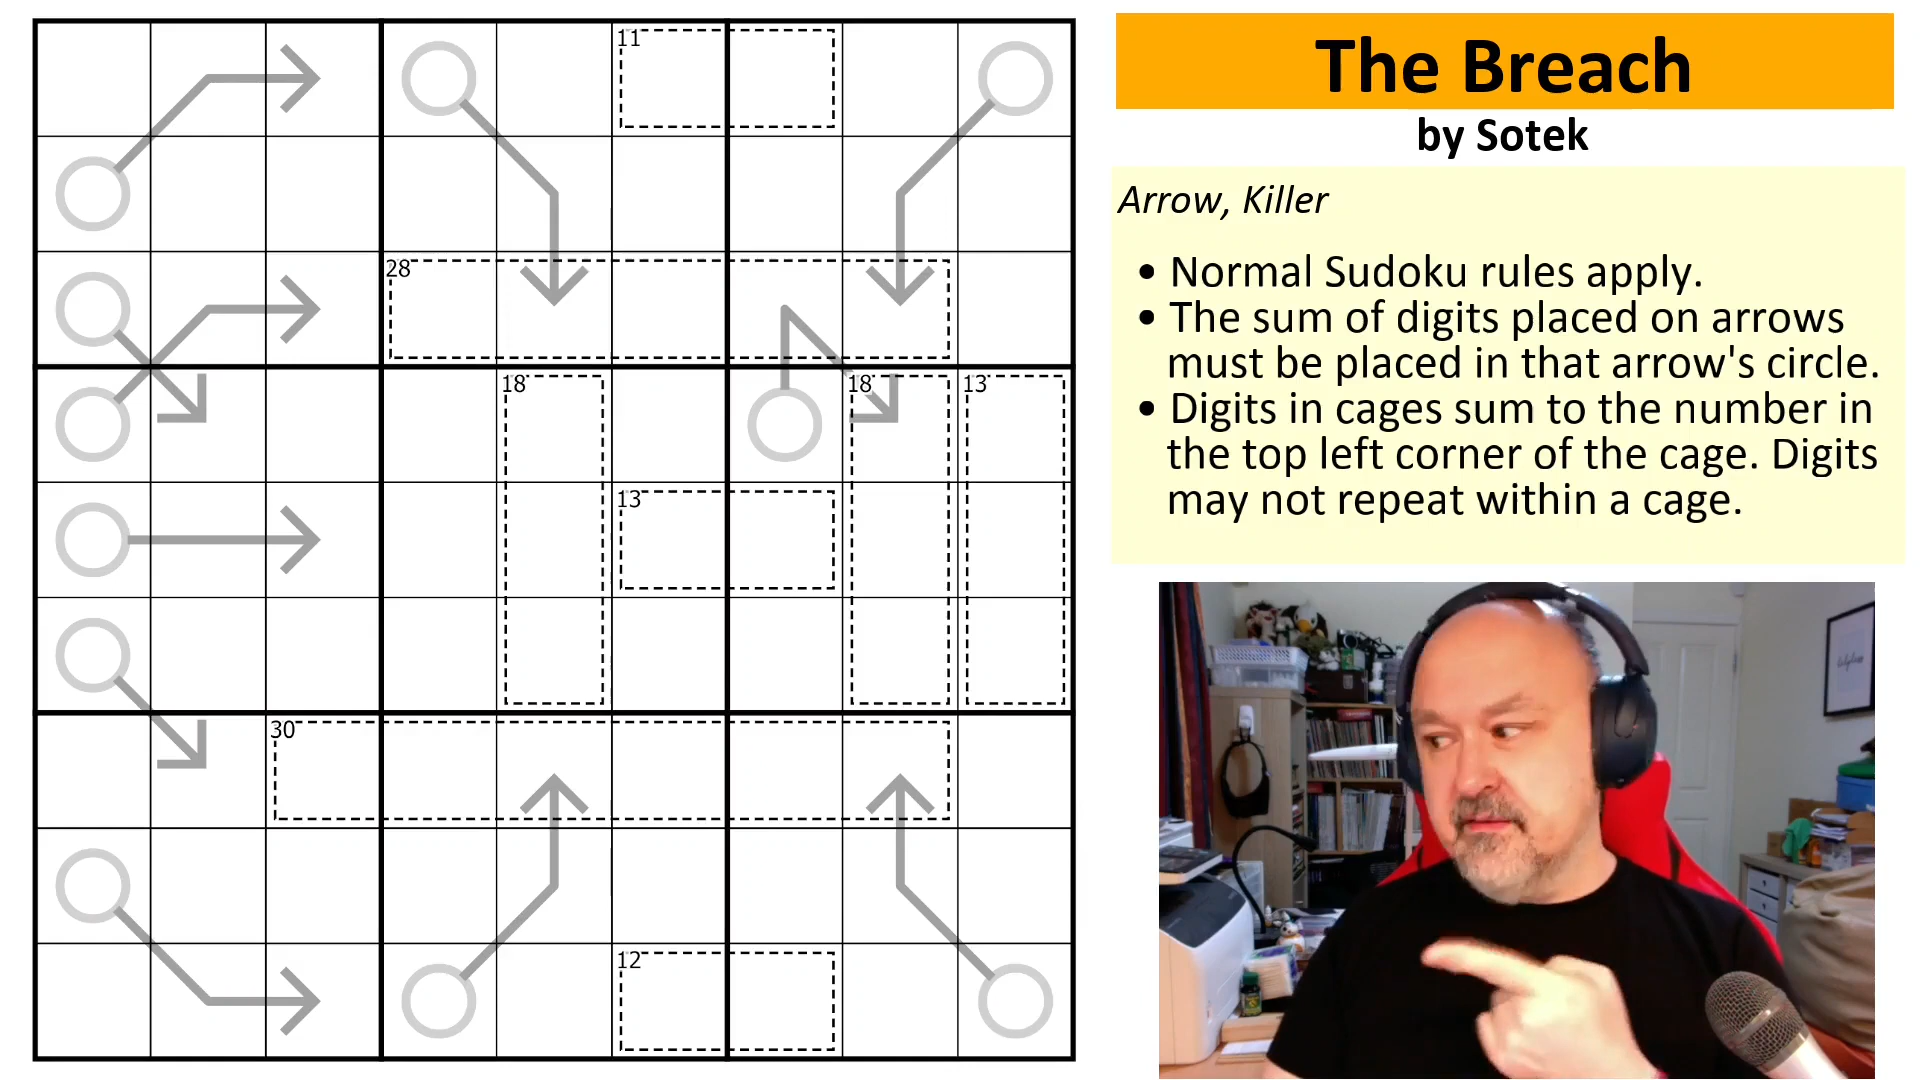 11
28
18
18
13
13
30
12
The Breach
by Sotek
Arrow, Killer
• Normal Sudoku rules apply.
• The sum of digits placed on arrows
must be placed in that arrow's circle.
• Digits in cages sum to the number in
the top left corner of the cage. Digits
may not repeat within a cage.